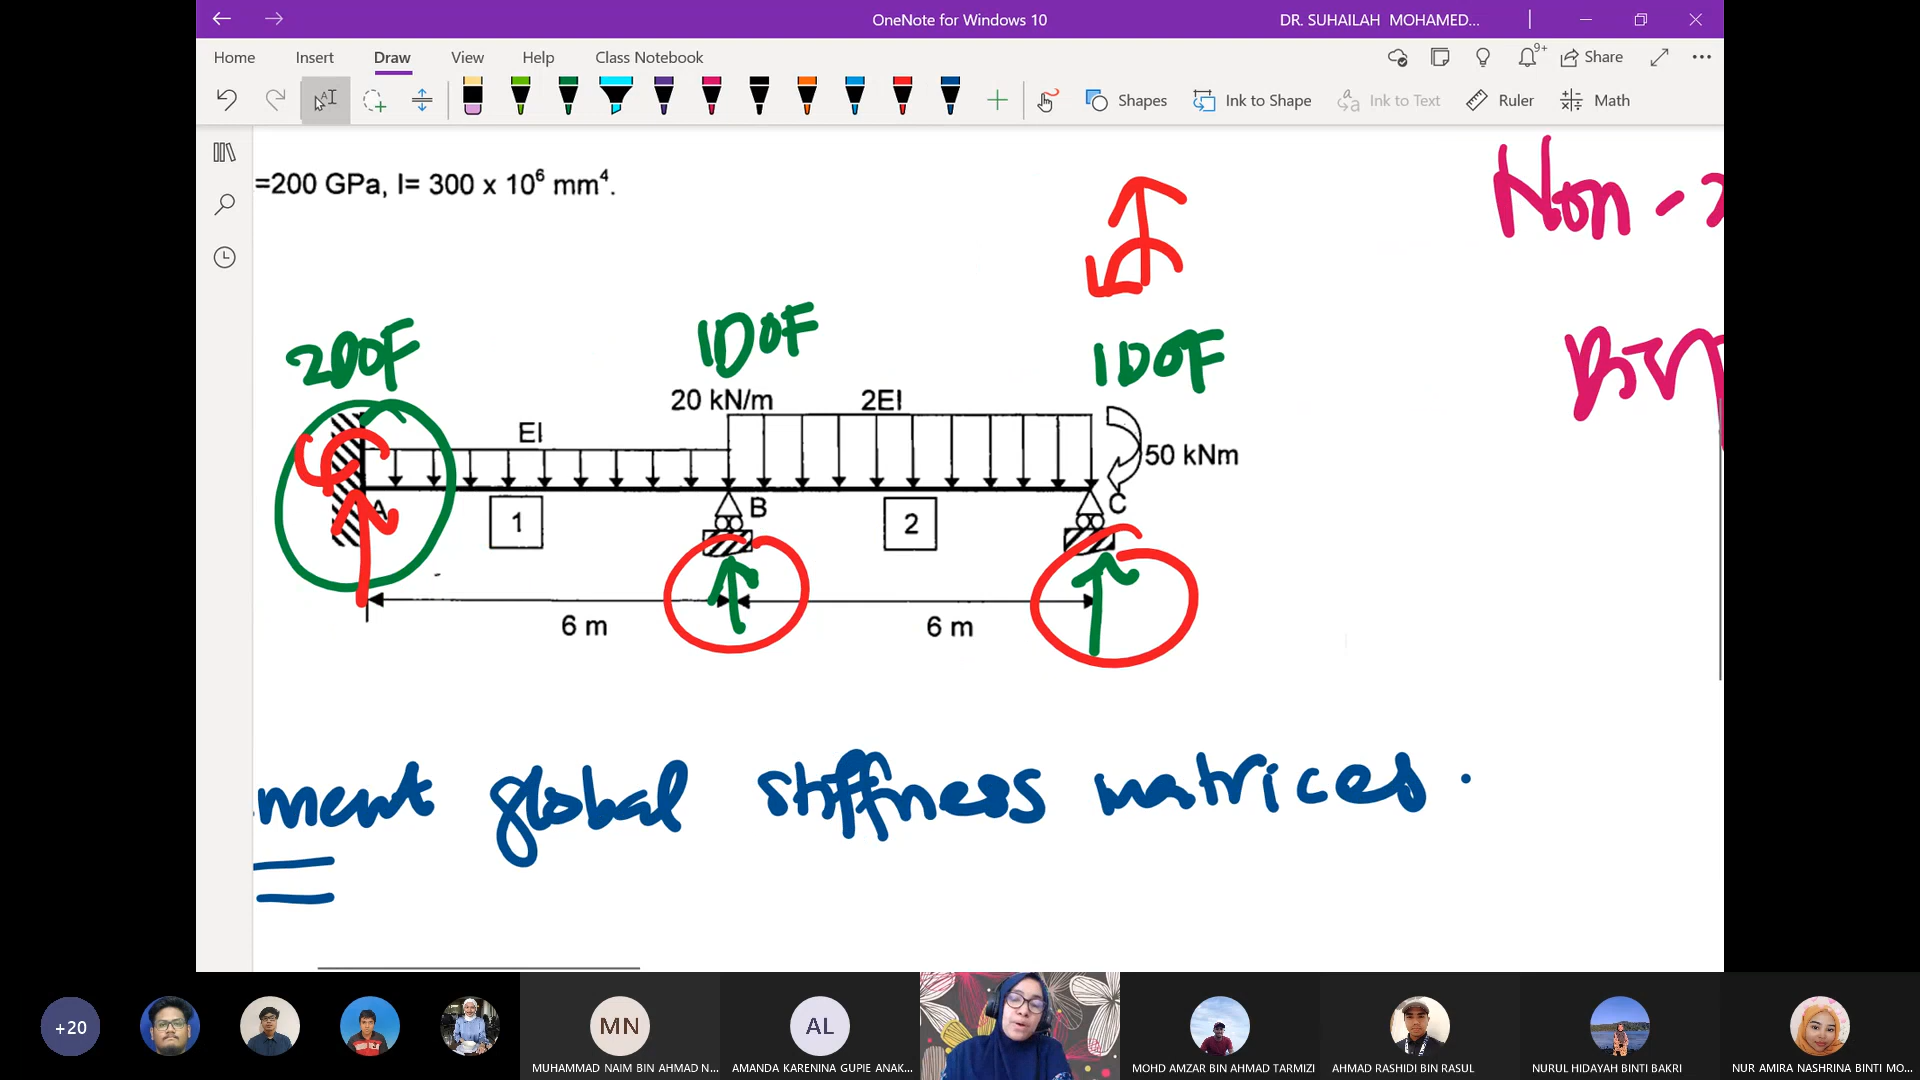 OneNote for Windows 10
DR. SUHAILAH MOHAMED...
Home Insert Draw View Help Class Notebook
9+ Share
Shapes Ink to Shape Ink to Text Ruler Math
=200 GPa, I= 300 x 10⁶ mm⁴.
Non -
2DOF 1DOF 1DOF
20 kN/m 2EI
EI
50 kNm
A B C
1 2
6 m 6 m
ment global stiffness matrices.
+20 MN AL
MUHAMMAD NAIM BIN AHMAD N... AMANDA KARENINA GUPIE ANAK... MOHD AMZAR BIN AHMAD TARMIZI AHMAD RASHIDI BIN RASUL NURUL HIDAYAH BINTI BAKRI NUR AMIRA NASHRINA BINTI MO...